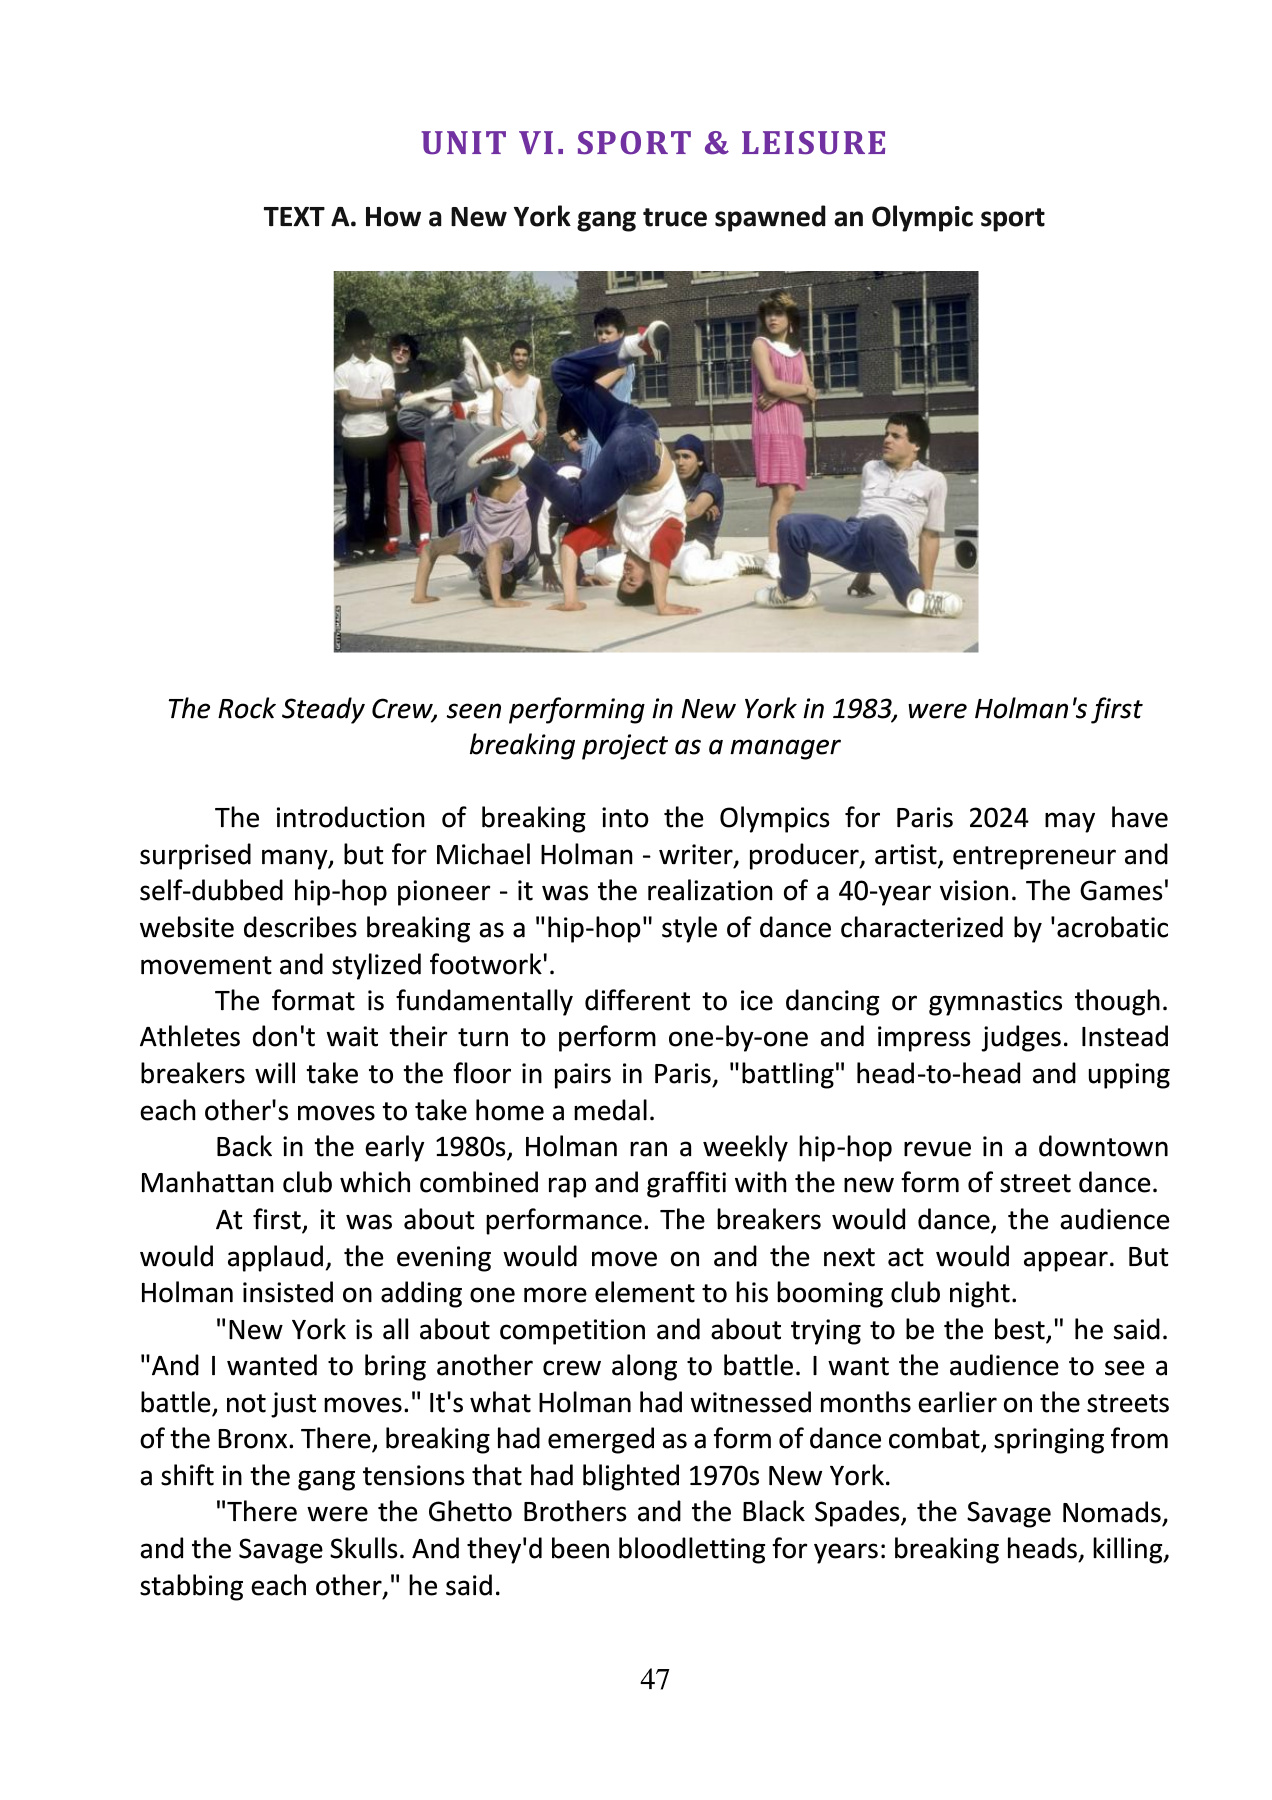 UNIT VI. SPORT & LEISURE
TEXT A. How a New York gang truce spawned an Olympic sport
GETTY IMAGES
The Rock Steady Crew, seen performing in New York in 1983, were Holman's first
breaking project as a manager
The introduction of breaking into the Olympics for Paris 2024 may have
surprised many, but for Michael Holman - writer, producer, artist, entrepreneur and
self-dubbed hip-hop pioneer - it was the realization of a 40-year vision. The Games'
website describes breaking as a "hip-hop" style of dance characterized by 'acrobatic
movement and stylized footwork'.
The format is fundamentally different to ice dancing or gymnastics though.
Athletes don't wait their turn to perform one-by-one and impress judges. Instead
breakers will take to the floor in pairs in Paris, "battling" head-to-head and upping
each other's moves to take home a medal.
Back in the early 1980s, Holman ran a weekly hip-hop revue in a downtown
Manhattan club which combined rap and graffiti with the new form of street dance.
At first, it was about performance. The breakers would dance, the audience
would applaud, the evening would move on and the next act would appear. But
Holman insisted on adding one more element to his booming club night.
"New York is all about competition and about trying to be the best," he said.
"And I wanted to bring another crew along to battle. I want the audience to see a
battle, not just moves." It's what Holman had witnessed months earlier on the streets
of the Bronx. There, breaking had emerged as a form of dance combat, springing from
a shift in the gang tensions that had blighted 1970s New York.
"There were the Ghetto Brothers and the Black Spades, the Savage Nomads,
and the Savage Skulls. And they'd been bloodletting for years: breaking heads, killing,
stabbing each other," he said.
47